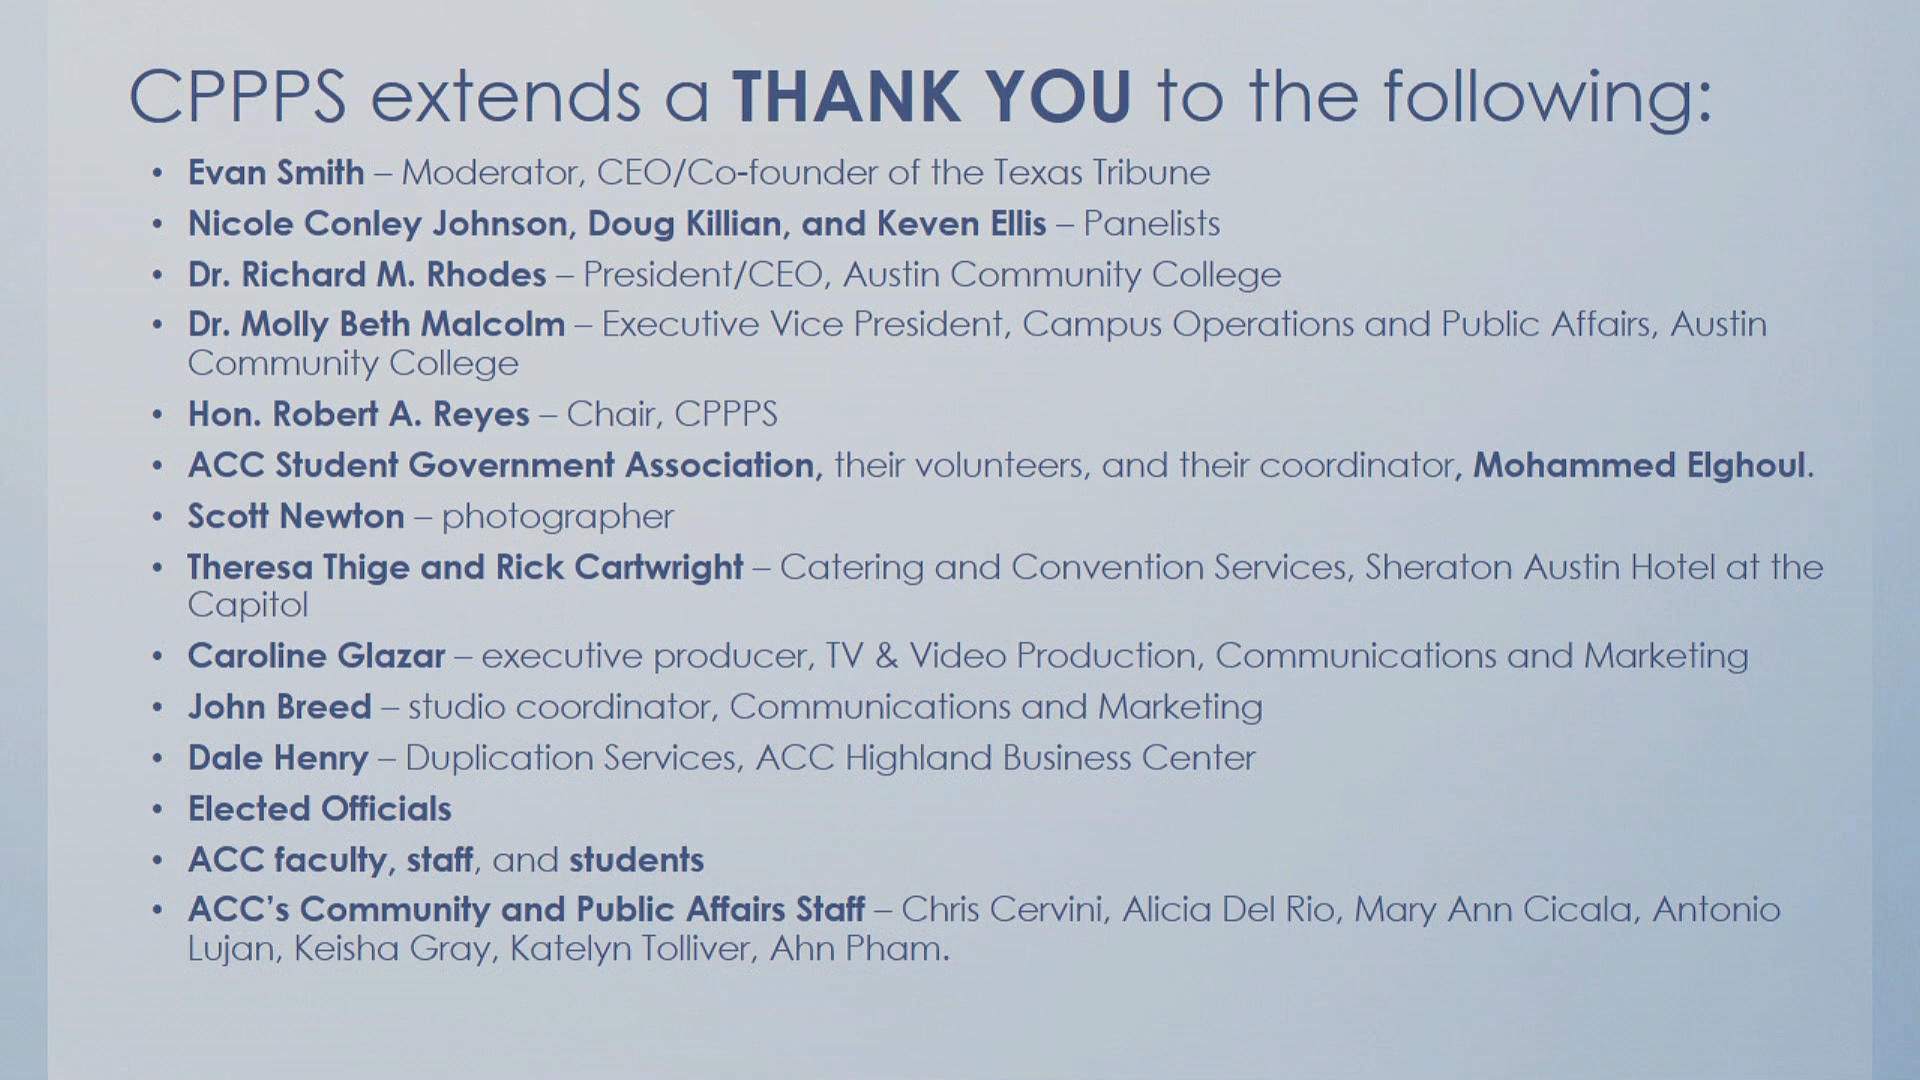 CPPPS extends a THANK YOU to the following:
• Evan Smith – Moderator, CEO/Co-founder of the Texas Tribune
• Nicole Conley Johnson, Doug Killian, and Keven Ellis – Panelists
• Dr. Richard M. Rhodes – President/CEO, Austin Community College
• Dr. Molly Beth Malcolm – Executive Vice President, Campus Operations and Public Affairs, Austin
Community College
• Hon. Robert A. Reyes – Chair, CPPPS
• ACC Student Government Association, their volunteers, and their coordinator, Mohammed Elghoul.
• Scott Newton – photographer
• Theresa Thige and Rick Cartwright – Catering and Convention Services, Sheraton Austin Hotel at the
Capitol
• Caroline Glazar – executive producer, TV & Video Production, Communications and Marketing
• John Breed – studio coordinator, Communications and Marketing
• Dale Henry – Duplication Services, ACC Highland Business Center
• Elected Officials
• ACC faculty, staff, and students
• ACC’s Community and Public Affairs Staff – Chris Cervini, Alicia Del Rio, Mary Ann Cicala, Antonio
Lujan, Keisha Gray, Katelyn Tolliver, Ahn Pham.